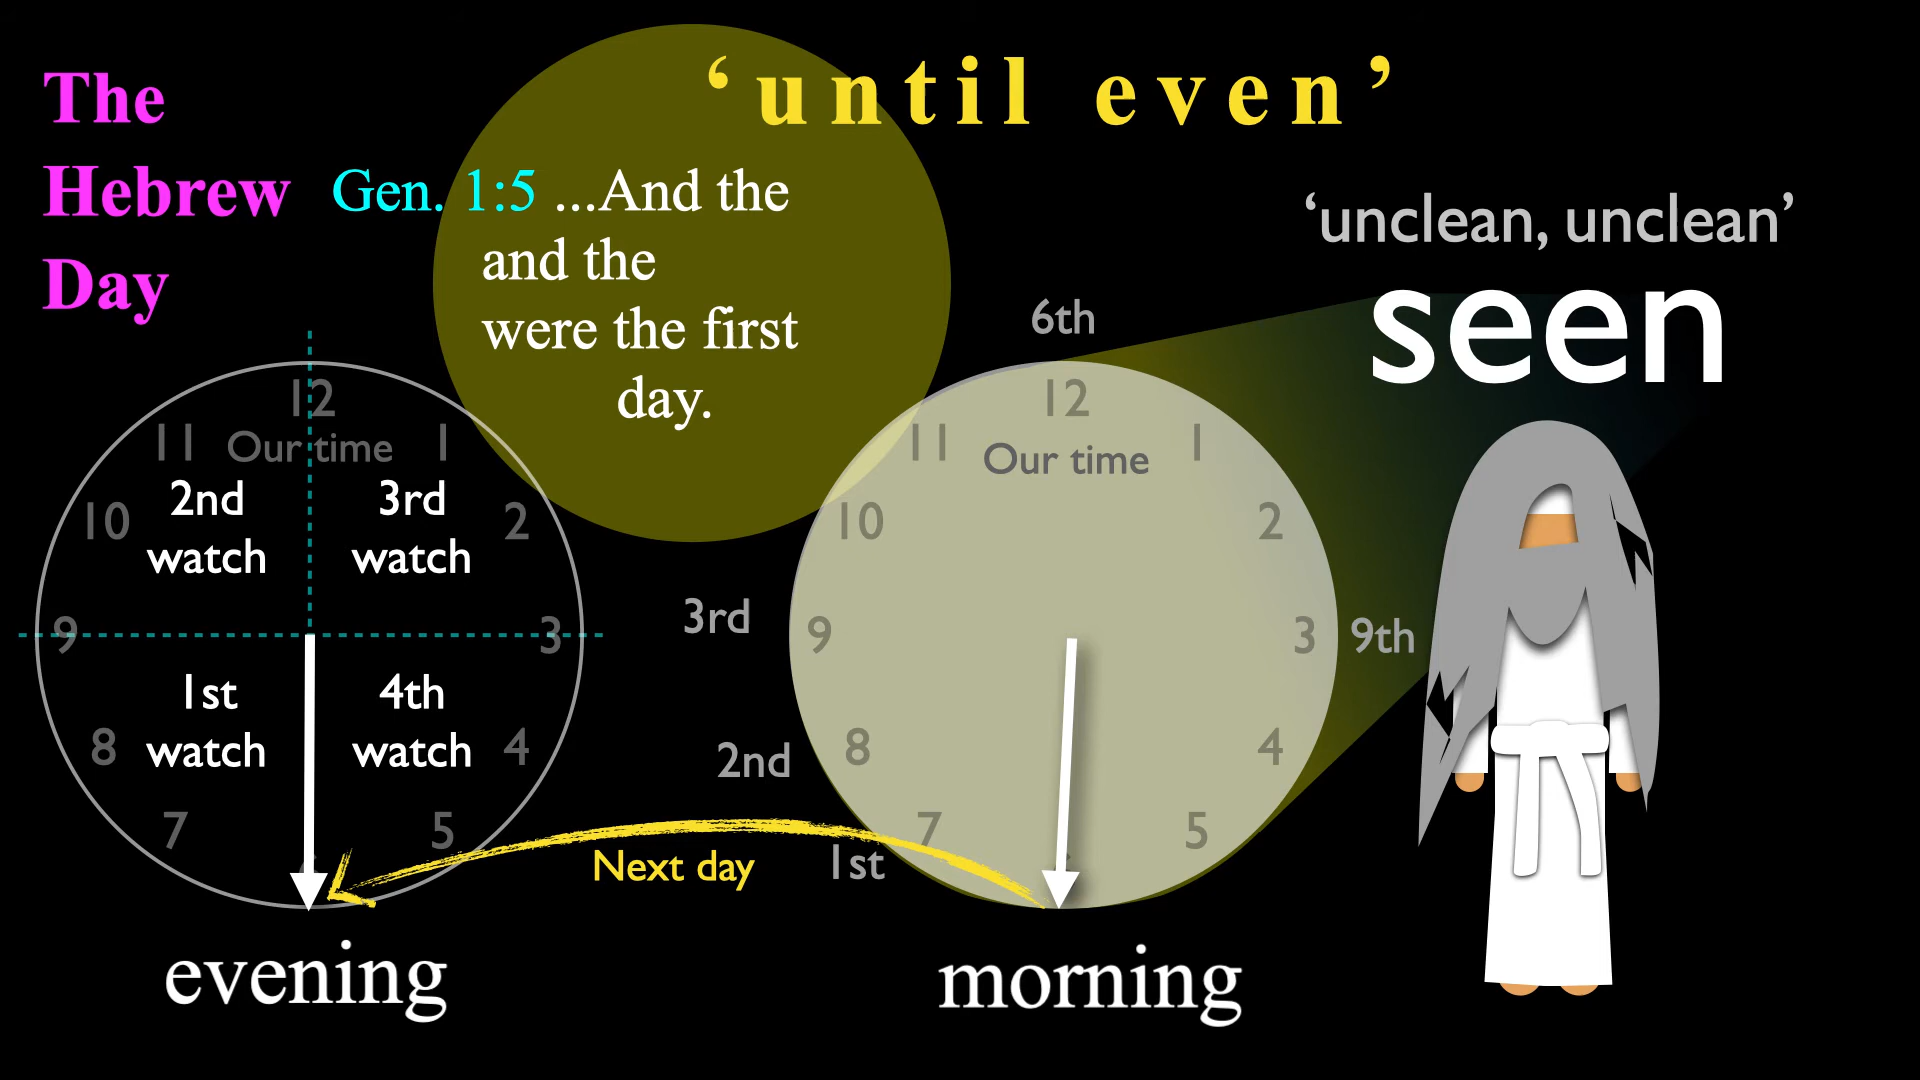 The
Hebrew
Day
‘until even’
Gen. 1:5 ...And the
and the
were the first
day.
‘unclean, unclean’
seen
12
11
Our time
1
10
2nd
watch
3rd
watch
2
9
3
1st
watch
4th
watch
8
4
7
5
evening
6th
12
11
Our time
1
10
2
3rd
9
3
9th
2nd
8
4
7
5
1st
Next day
morning